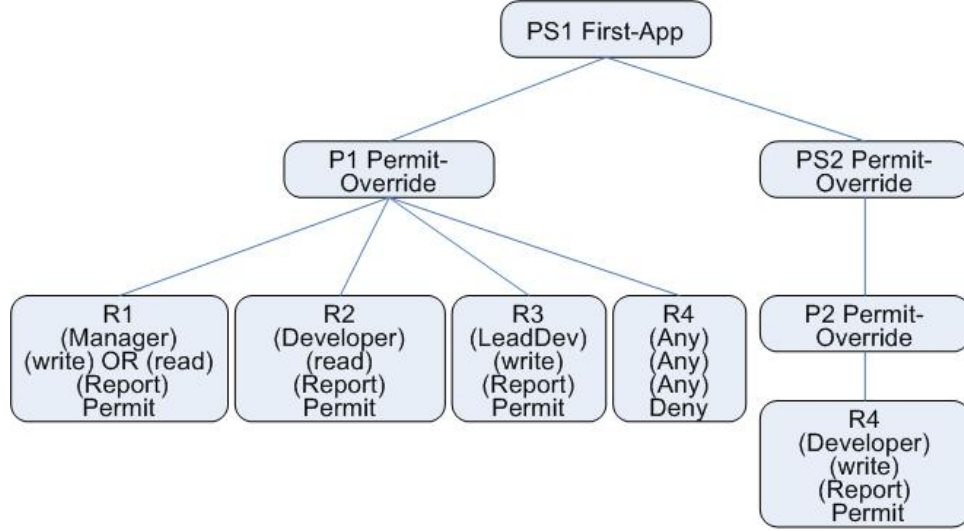 PS1 First-App
P1 Permit-
Override
PS2 Permit-
Override
R1
(Manager)
(write) OR (read)
(Report)
Permit
R2
(Developer)
(read)
(Report)
Permit
R3
(LeadDev)
(write)
(Report)
Permit
R4
(Any)
(Any)
(Any)
Deny
P2 Permit-
Override
R4
(Developer)
(write)
(Report)
Permit